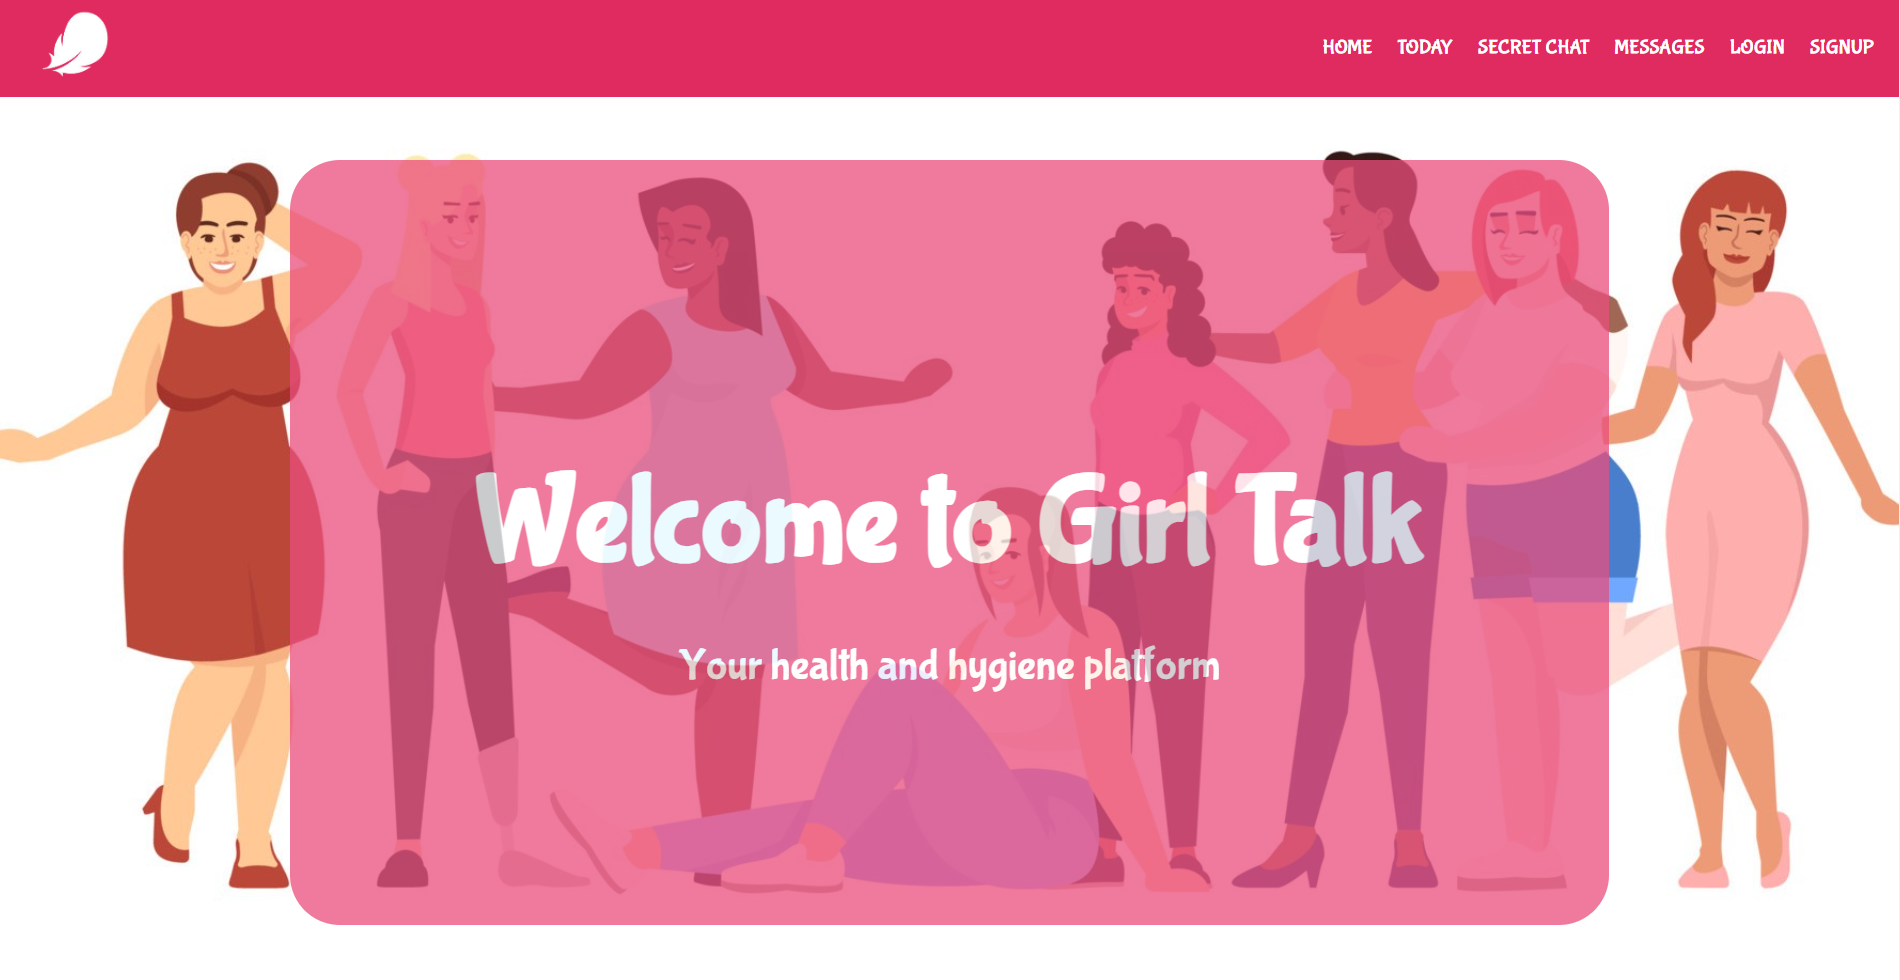 HOME TODAY SECRET CHAT MESSAGES LOGIN SIGNUP
Welcome to Girl Talk
Your health and hygiene platform